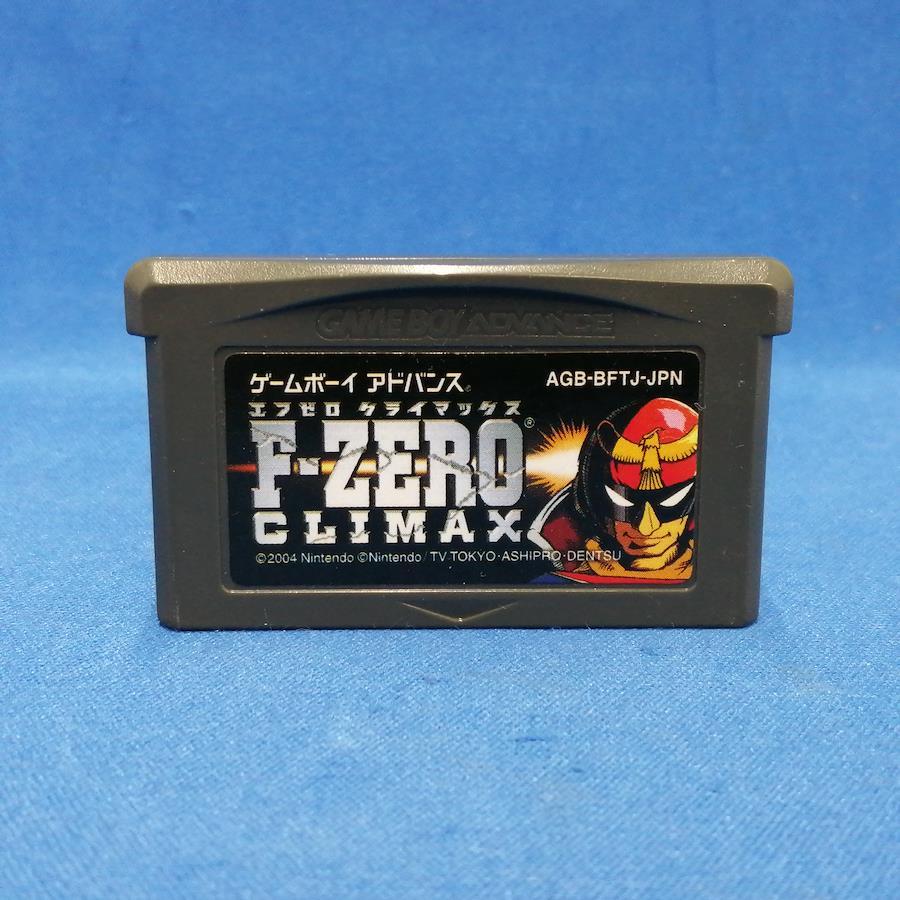 GAME BOY ADVANCE
ゲームボーイ アドバンス® AGB-BFTJ-JPN
エフゼロ クライマックス
F-ZERO®
CLIMAX
©2004 Nintendo ©Nintendo/TV TOKYO・ASHIPRO・DENTSU